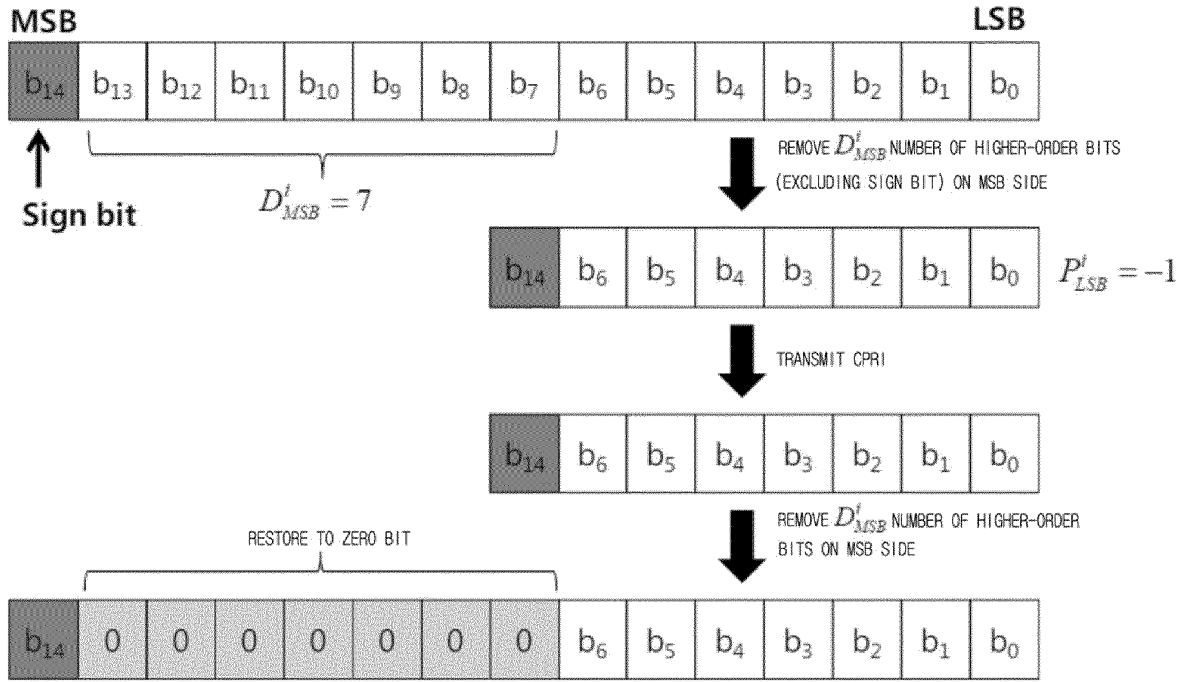 MSB LSB
b14 b13 b12 b11 b10 b9 b8 b7 b6 b5 b4 b3 b2 b1 b0
REMOVE D^i_MSB NUMBER OF HIGHER-ORDER BITS
(EXCLUDING SIGN BIT) ON MSB SIDE
D^i_MSB = 7
Sign bit
b14 b6 b5 b4 b3 b2 b1 b0 P^i_LSB = -1
TRANSMIT CPRI
b14 b6 b5 b4 b3 b2 b1 b0
REMOVE D^i_MSB NUMBER OF HIGHER-ORDER
BITS ON MSB SIDE
RESTORE TO ZERO BIT
b14 0 0 0 0 0 0 0 b6 b5 b4 b3 b2 b1 b0